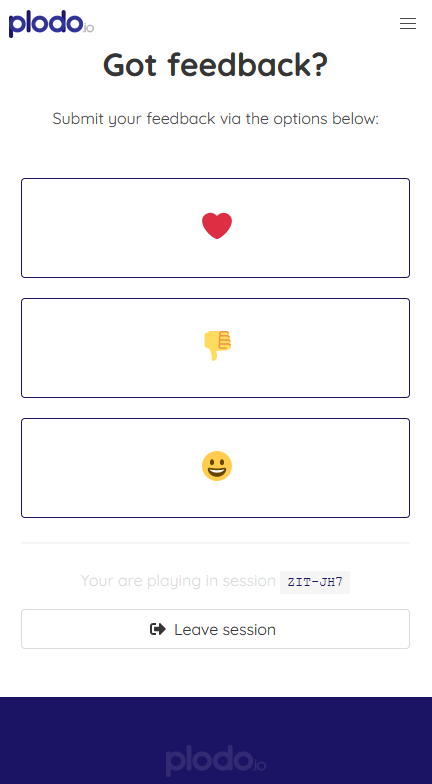 plodo.io
Got feedback?
Submit your feedback via the options below:
Your are playing in session ZIT-JH7
Leave session
plodo.io